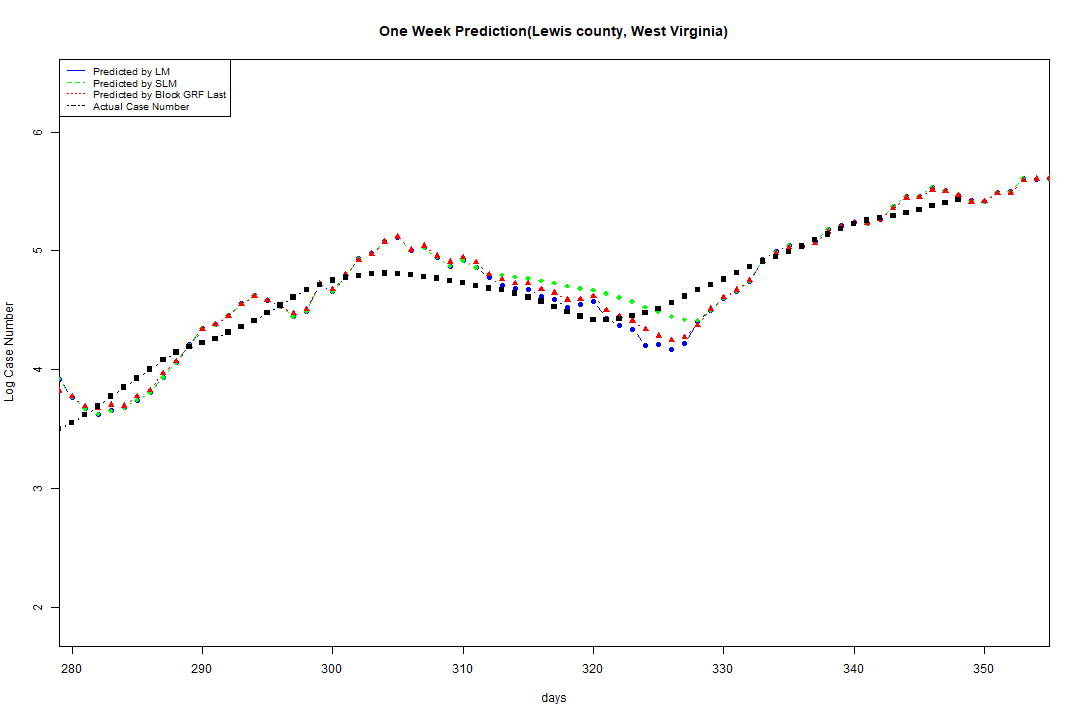 One Week Prediction(Lewis county, West Virginia)
Predicted by LM
Predicted by SLM
Predicted by Block GRF Last
Actual Case Number
6
5
4
3
2
Log Case Number
280 290 300 310 320 330 340 350
days